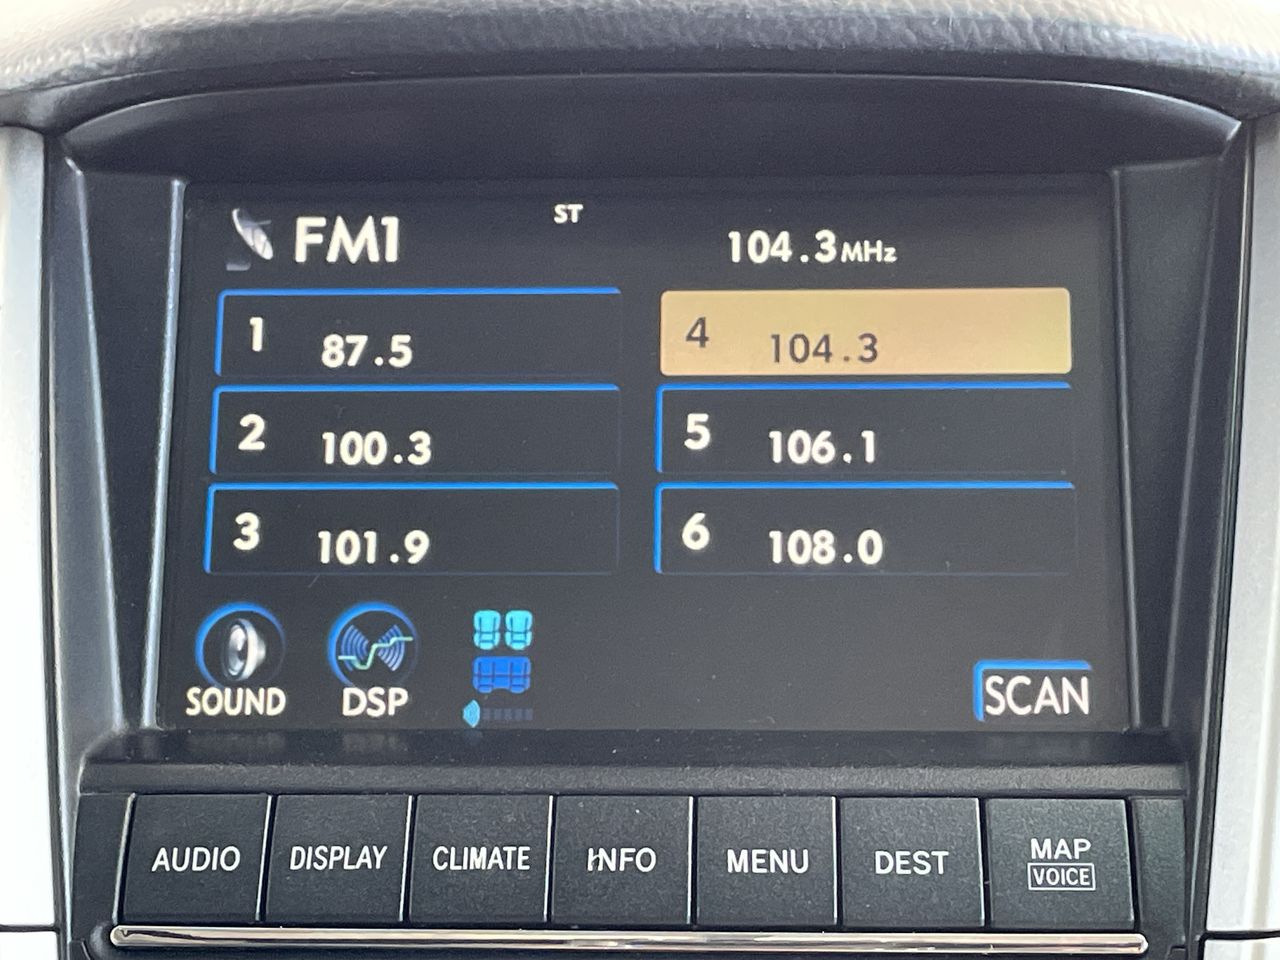 FM1 ST 104.3MHz
1 87.5
4 104.3
2 100.3
5 106.1
3 101.9
6 108.0
SOUND DSP SCAN
AUDIO DISPLAY CLIMATE INFO MENU DEST MAP
VOICE